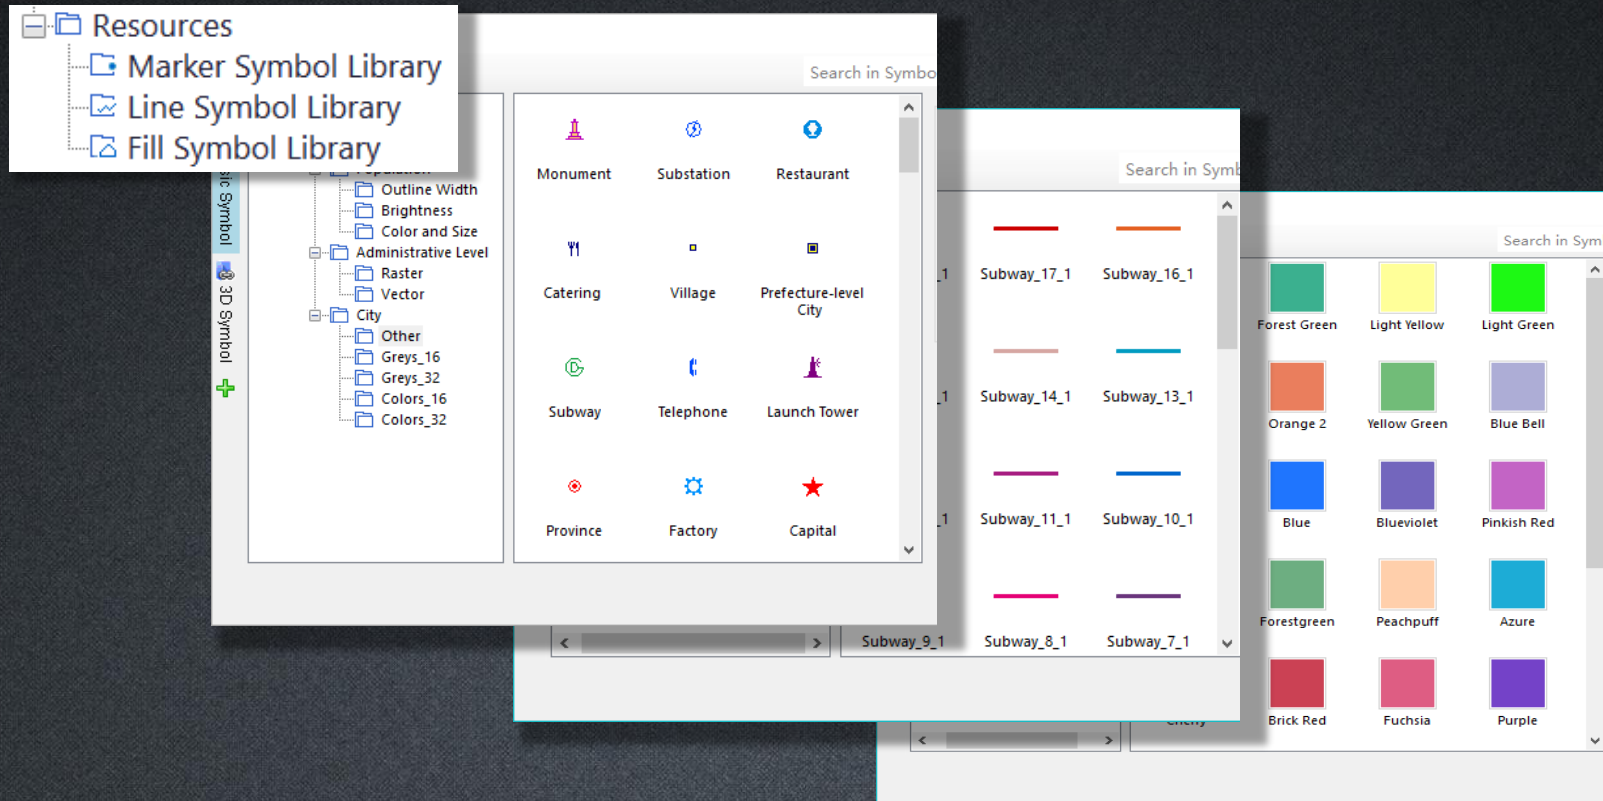 Resources
Marker Symbol Library
Line Symbol Library
Fill Symbol Library
Search in Symbo
Symbol
3D Symbol
Outline Width
Brightness
Color and Size
Administrative Level
Raster
Vector
City
Other
Greys_16
Greys_32
Colors_16
Colors_32
Monument
Substation
Restaurant
Catering
Village
Prefecture-level
City
Subway
Telephone
Launch Tower
Province
Factory
Capital
Search in Symb
_1
Subway_17_1
Subway_16_1
_1
Subway_14_1
Subway_13_1
_1
Subway_11_1
Subway_10_1
Subway_9_1
Subway_8_1
Subway_7_1
Search in Sym
Forest Green
Light Yellow
Light Green
Orange 2
Yellow Green
Blue Bell
Blue
Blueviolet
Pinkish Red
Forestgreen
Peachpuff
Azure
Brick Red
Fuchsia
Purple